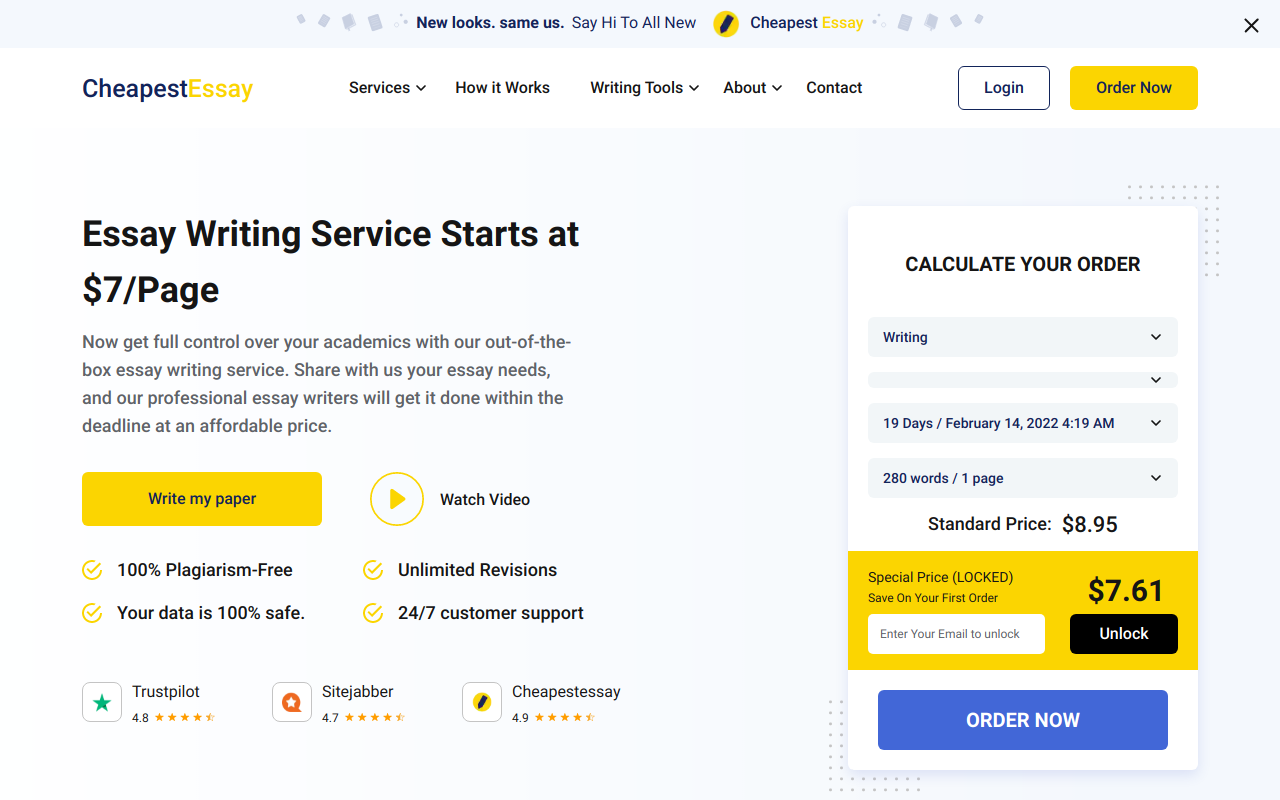 New looks. same us. Say Hi To All New Cheapest Essay
CheapestEssay
Services
How it Works
Writing Tools
About
Contact
Login
Order Now
Essay Writing Service Starts at
$7/Page
Now get full control over your academics with our out-of-the-
box essay writing service. Share with us your essay needs,
and our professional essay writers will get it done within the
deadline at an affordable price.
Write my paper
Watch Video
100% Plagiarism-Free
Unlimited Revisions
Your data is 100% safe.
24/7 customer support
Trustpilot
4.8
Sitejabber
4.7
Cheapestessay
4.9
CALCULATE YOUR ORDER
Writing
19 Days / February 14, 2022 4:19 AM
280 words / 1 page
Standard Price: $8.95
Special Price (LOCKED)
Save On Your First Order
$7.61
Enter Your Email to unlock
Unlock
ORDER NOW